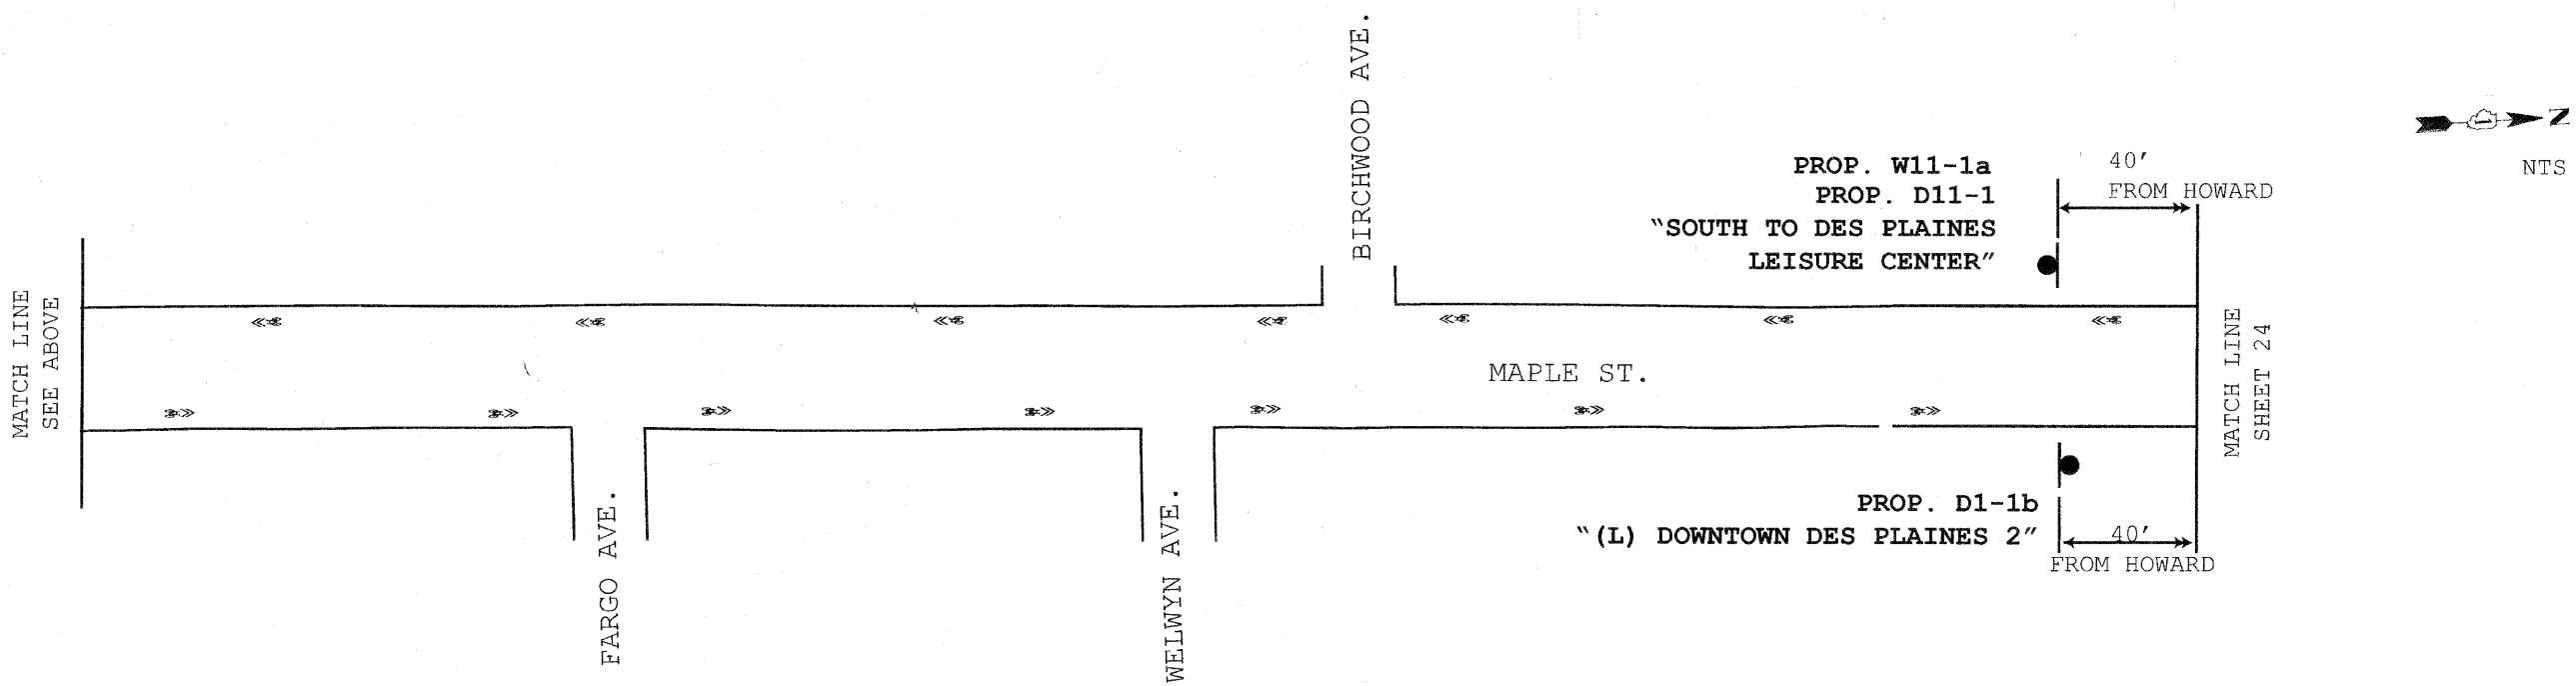 BIRCHWOOD AVE.
PROP. W11-1a
PROP. D11-1
“SOUTH TO DES PLAINES
LEISURE CENTER”
40’
FROM HOWARD
N
NTS
MATCH LINE
SEE ABOVE
MAPLE ST.
MATCH LINE
SHEET 24
FARGO AVE.
WELWYN AVE.
PROP. D1-1b
“(L) DOWNTOWN DES PLAINES 2”
40’
FROM HOWARD